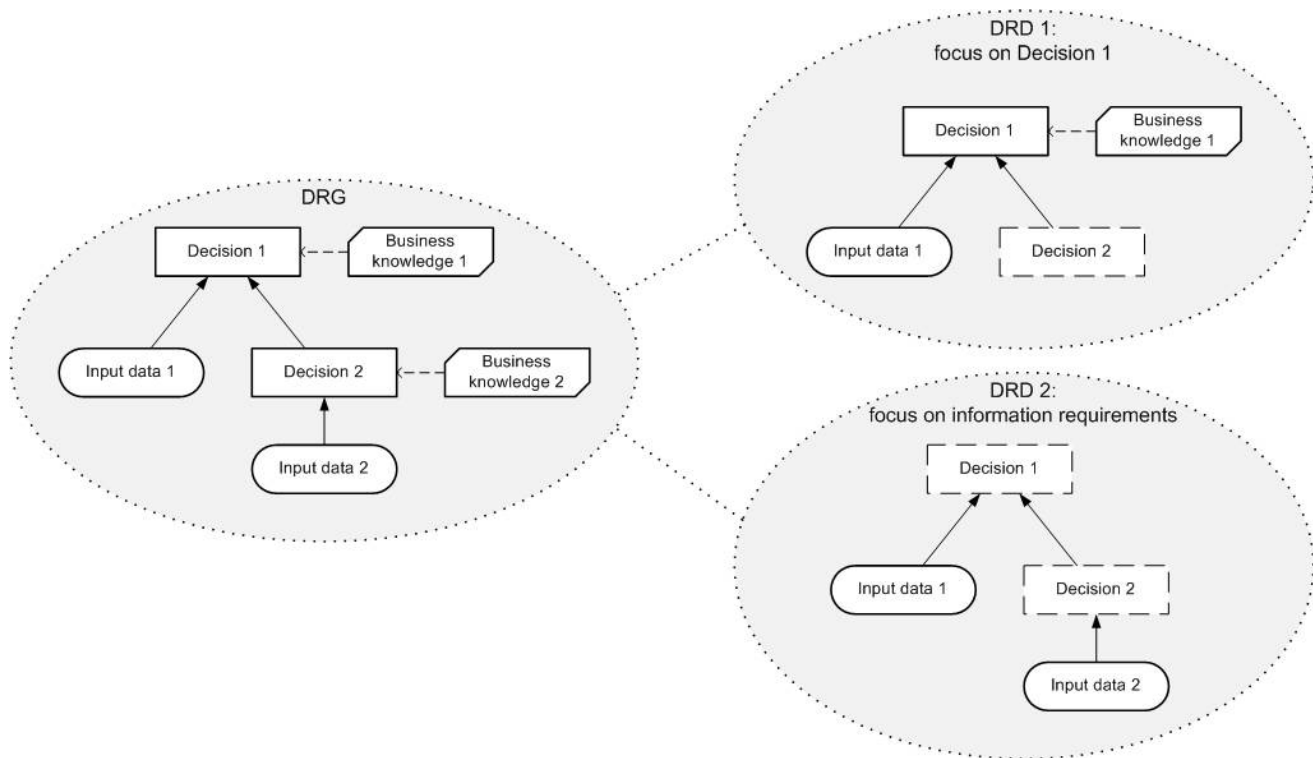 DRG
Decision 1
Business
knowledge 1
Input data 1
Decision 2
Business
knowledge 2
Input data 2
DRD 1:
focus on Decision 1
Decision 1
Business
knowledge 1
Input data 1
Decision 2
DRD 2:
focus on information requirements
Decision 1
Input data 1
Decision 2
Input data 2